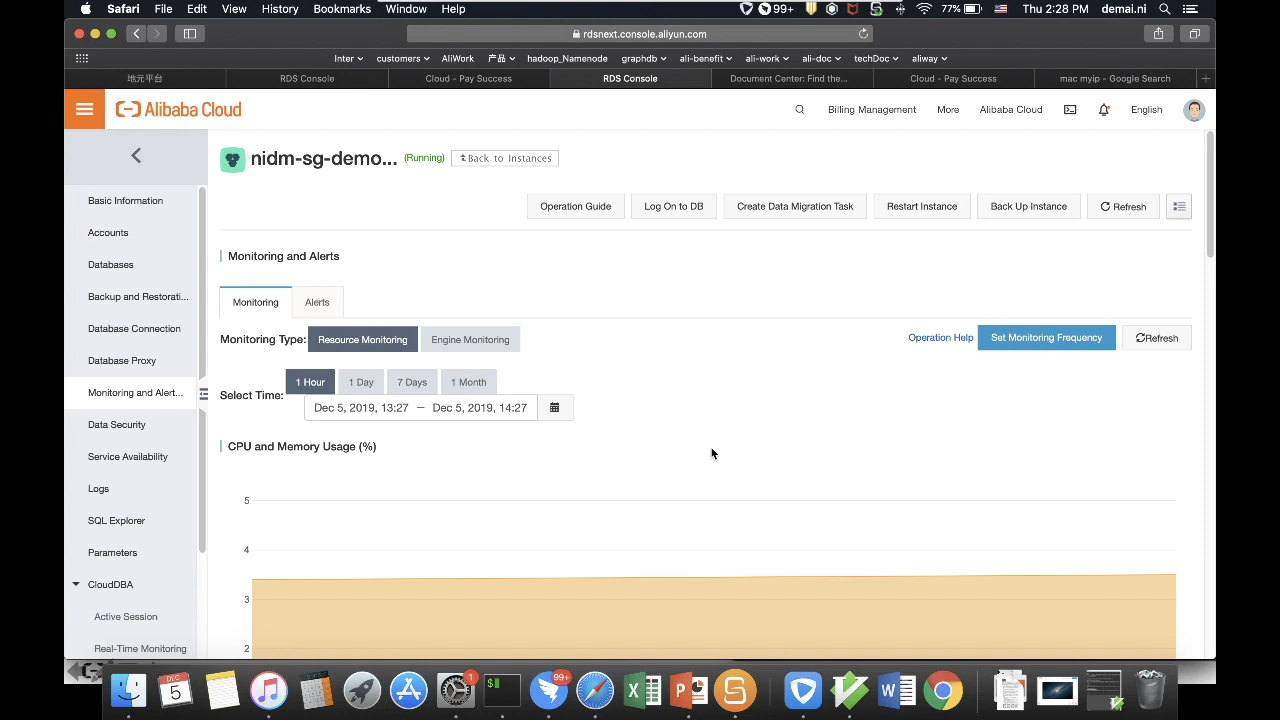 Safari File Edit View History Bookmarks Window Help 99+ 77% Thu 2:28 PM demai.ni
rdsnext.console.aliyun.com
Inter customers AliWork 产品 hadoop_Namenode graphdb ali-benefit ali-work ali-doc techDoc aliway
地元平台 RDS Console Cloud - Pay Success RDS Console Document Center: Find the... Cloud - Pay Success mac myip - Google Search
Alibaba Cloud Billing Management More Alibaba Cloud English
nidm-sg-demo... (Running) Back to Instances
Operation Guide Log On to DB Create Data Migration Task Restart Instance Back Up Instance Refresh
Basic Information
Accounts
Databases
Backup and Restorati...
Database Connection
Database Proxy
Monitoring and Alert...
Data Security
Service Availability
Logs
SQL Explorer
Parameters
CloudDBA
Active Session
Real-Time Monitoring
Monitoring and Alerts
Monitoring Alerts
Monitoring Type: Resource Monitoring Engine Monitoring Operation Help Set Monitoring Frequency Refresh
1 Hour 1 Day 7 Days 1 Month
Select Time:
Dec 5, 2019, 13:27 — Dec 5, 2019, 14:27
CPU and Memory Usage (%)
5
4
3
2
DEC
5
1
99+